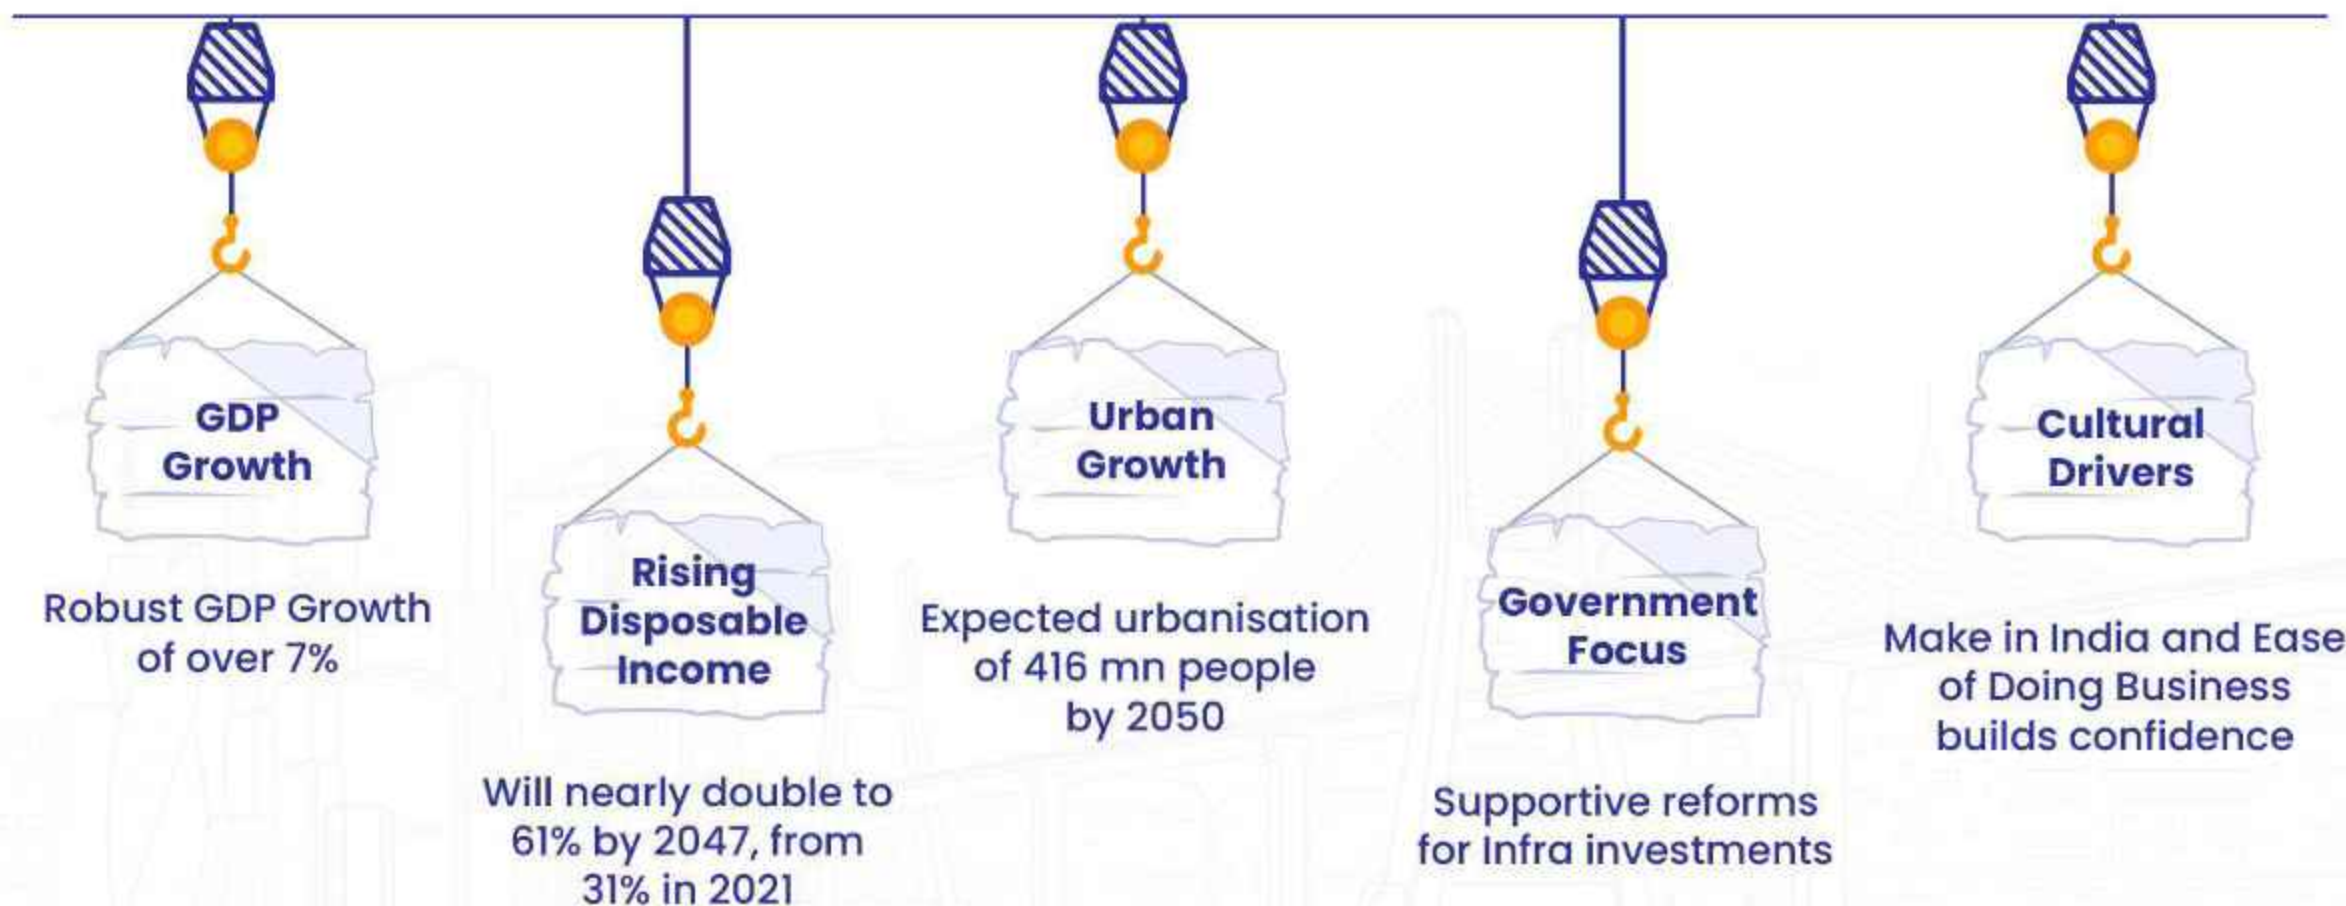 GDP
Growth
Robust GDP Growth
of over 7%
Rising
Disposable
Income
Will nearly double to
61% by 2047, from
31% in 2021
Urban
Growth
Expected urbanisation
of 416 mn people
by 2050
Government
Focus
Supportive reforms
for Infra investments
Cultural
Drivers
Make in India and Ease
of Doing Business
builds confidence